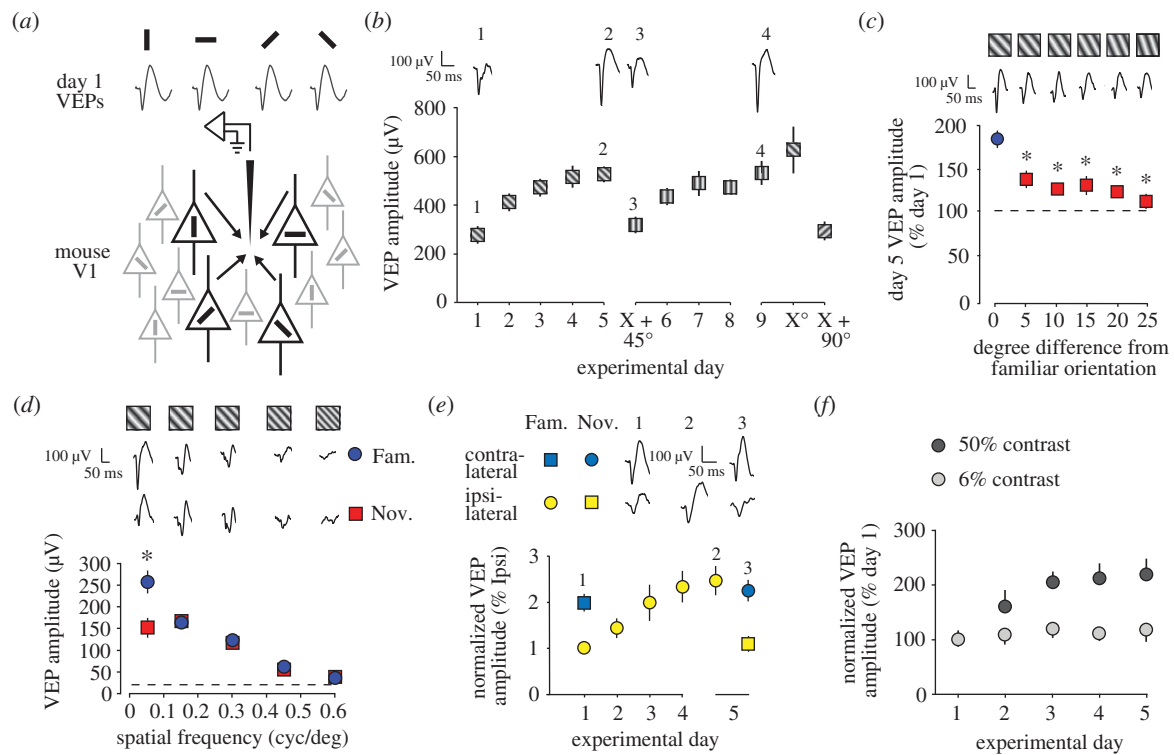 (a)
day 1
VEPs
mouse
V1
(b)
1
2 3
4
100 µV
50 ms
VEP amplitude (µV)
800
600
400
200
0
1
2
3
4
1 2 3 4 5 X + 6 7 8 9 X° X +
45°
90°
experimental day
(c)
100 µV
50 ms
day 5 VEP amplitude
(% day 1)
200
150
100
50
0
* * * * *
0 5 10 15 20 25
degree difference from
familiar orientation
(d)
100 µV
50 ms
Fam.
Nov.
VEP amplitude (µV)
300
250
200
150
100
50
0
*
0 0.1 0.2 0.3 0.4 0.5 0.6
spatial frequency (cyc/deg)
(e)
Fam. Nov.
contra-
lateral
ipsi-
lateral
1 2 3
100 µV
50 ms
normalized VEP
amplitude (% Ipsi)
3
2
1
0
1
2
3
1 2 3 4 5
experimental day
(f)
50% contrast
6% contrast
normalized VEP
amplitude (% day 1)
300
200
100
0
1 2 3 4 5
experimental day